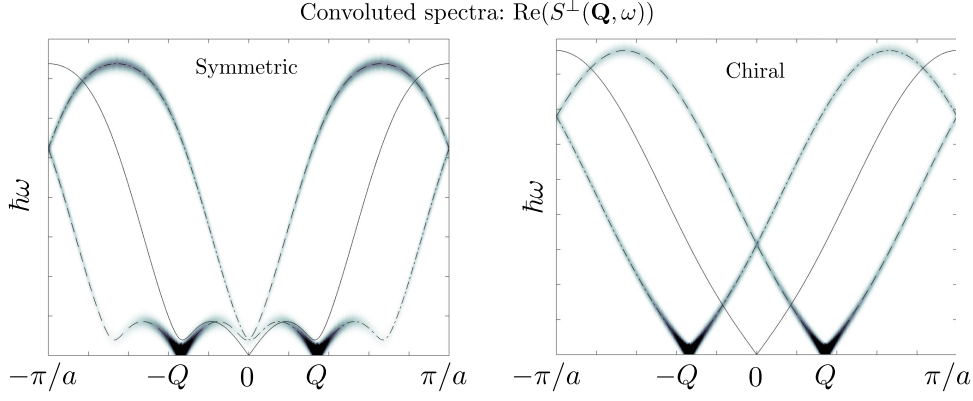 Convoluted spectra: Re(S^⊥(𝐐, ω))
Symmetric
Chiral
ħω
ħω
−π/a
−Q
0
Q
π/a
−π/a
−Q
0
Q
π/a